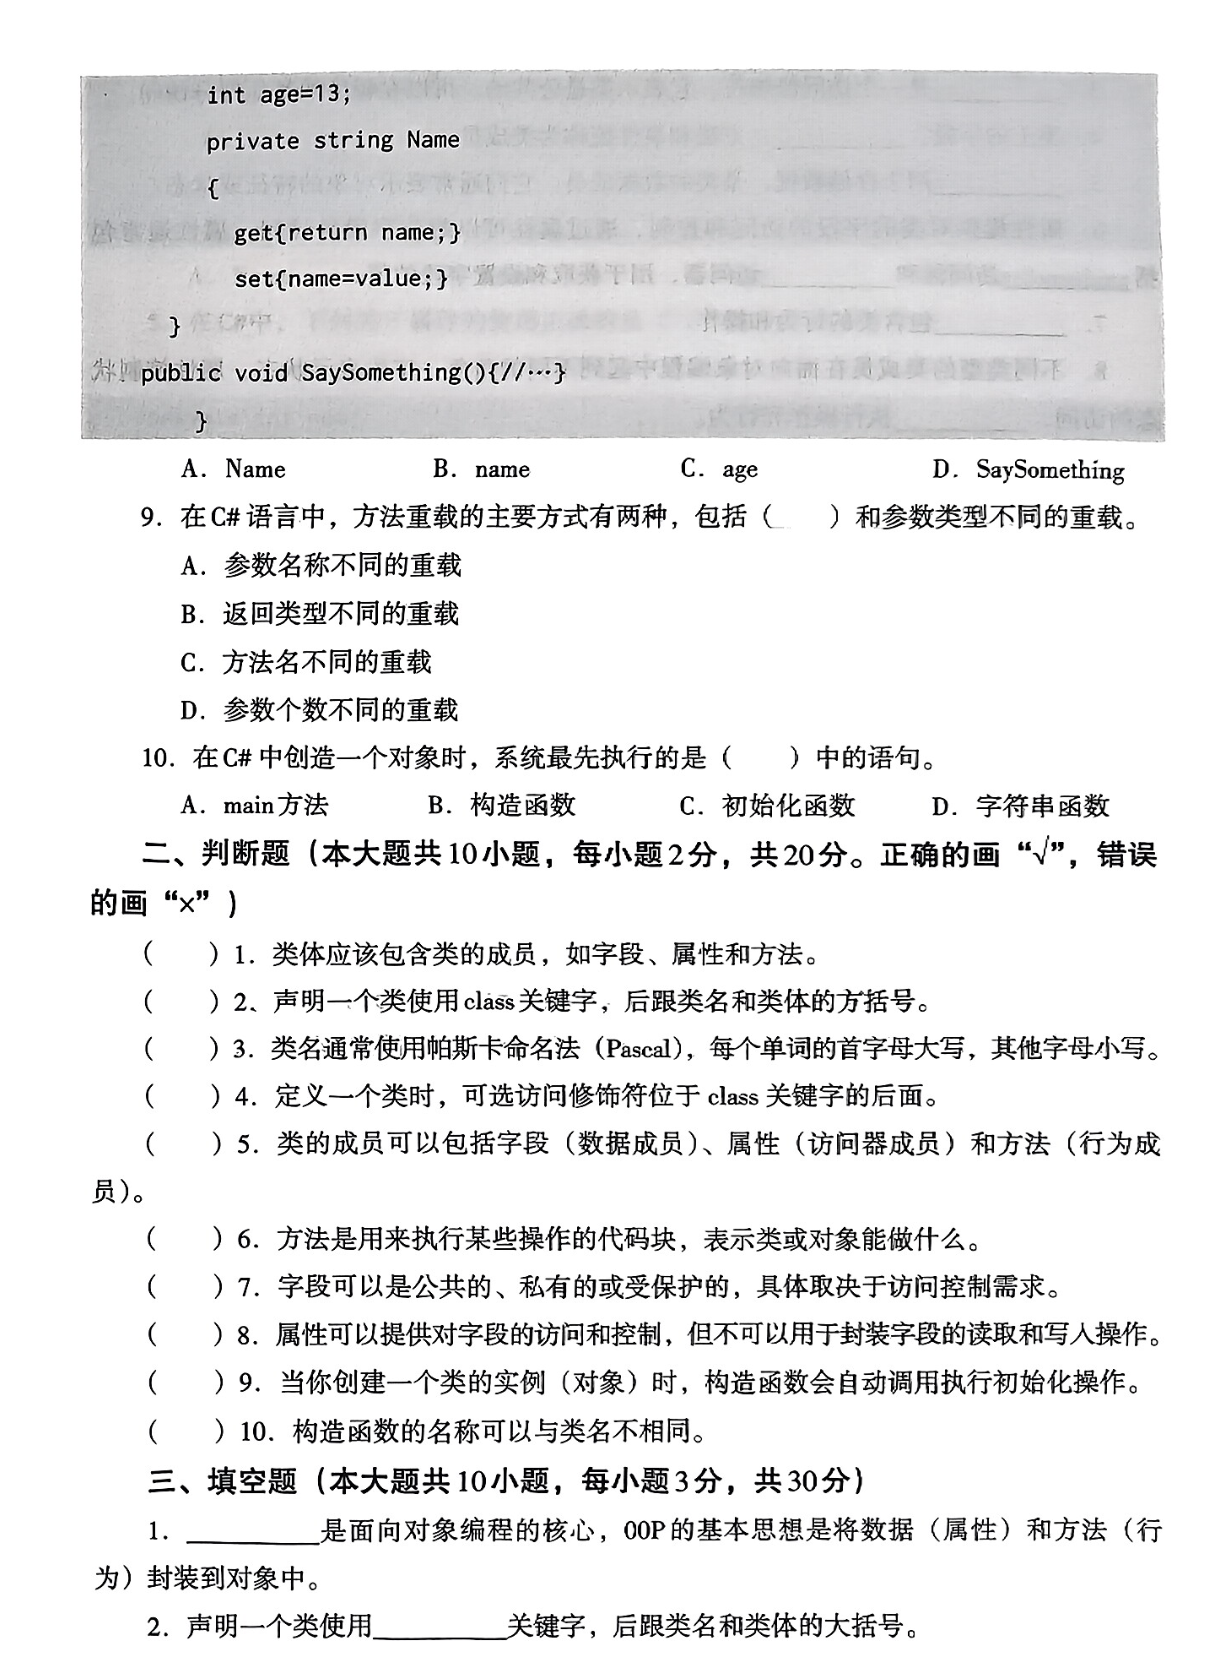 int age=13;
private string Name
{
get{return name;}
set{name=value;}
}
public void SaySomething(){//…}
}
A. Name B. name C. age D. SaySomething
9. 在C#语言中，方法重载的主要方式有两种，包括（ ）和参数类型不同的重载。
A. 参数名称不同的重载
B. 返回类型不同的重载
C. 方法名不同的重载
D. 参数个数不同的重载
10. 在C#中创造一个对象时，系统最先执行的是（ ）中的语句。
A. main方法 B. 构造函数 C. 初始化函数 D. 字符串函数
二、判断题（本大题共10小题，每小题2分，共20分。正确的画“√”，错误
的画“×”)
（ ）1. 类体应该包含类的成员，如字段、属性和方法。
（ ）2、声明一个类使用class关键字，后跟类名和类体的方括号。
（ ）3. 类名通常使用帕斯卡命名法（Pascal），每个单词的首字母大写，其他字母小写。
（ ）4. 定义一个类时，可选访问修饰符位于 class 关键字的后面。
（ ）5. 类的成员可以包括字段（数据成员）、属性（访问器成员）和方法（行为成
员）。
（ ）6. 方法是用来执行某些操作的代码块，表示类或对象能做什么。
（ ）7. 字段可以是公共的、私有的或受保护的，具体取决于访问控制需求。
（ ）8. 属性可以提供对字段的访问和控制，但不可以用于封装字段的读取和写入操作。
（ ）9. 当你创建一个类的实例（对象）时，构造函数会自动调用执行初始化操作。
（ ）10. 构造函数的名称可以与类名不相同。
三、填空题（本大题共10小题，每小题3分，共30分）
1. ________是面向对象编程的核心，OOP的基本思想是将数据（属性）和方法（行
为）封装到对象中。
2. 声明一个类使用________关键字，后跟类名和类体的大括号。